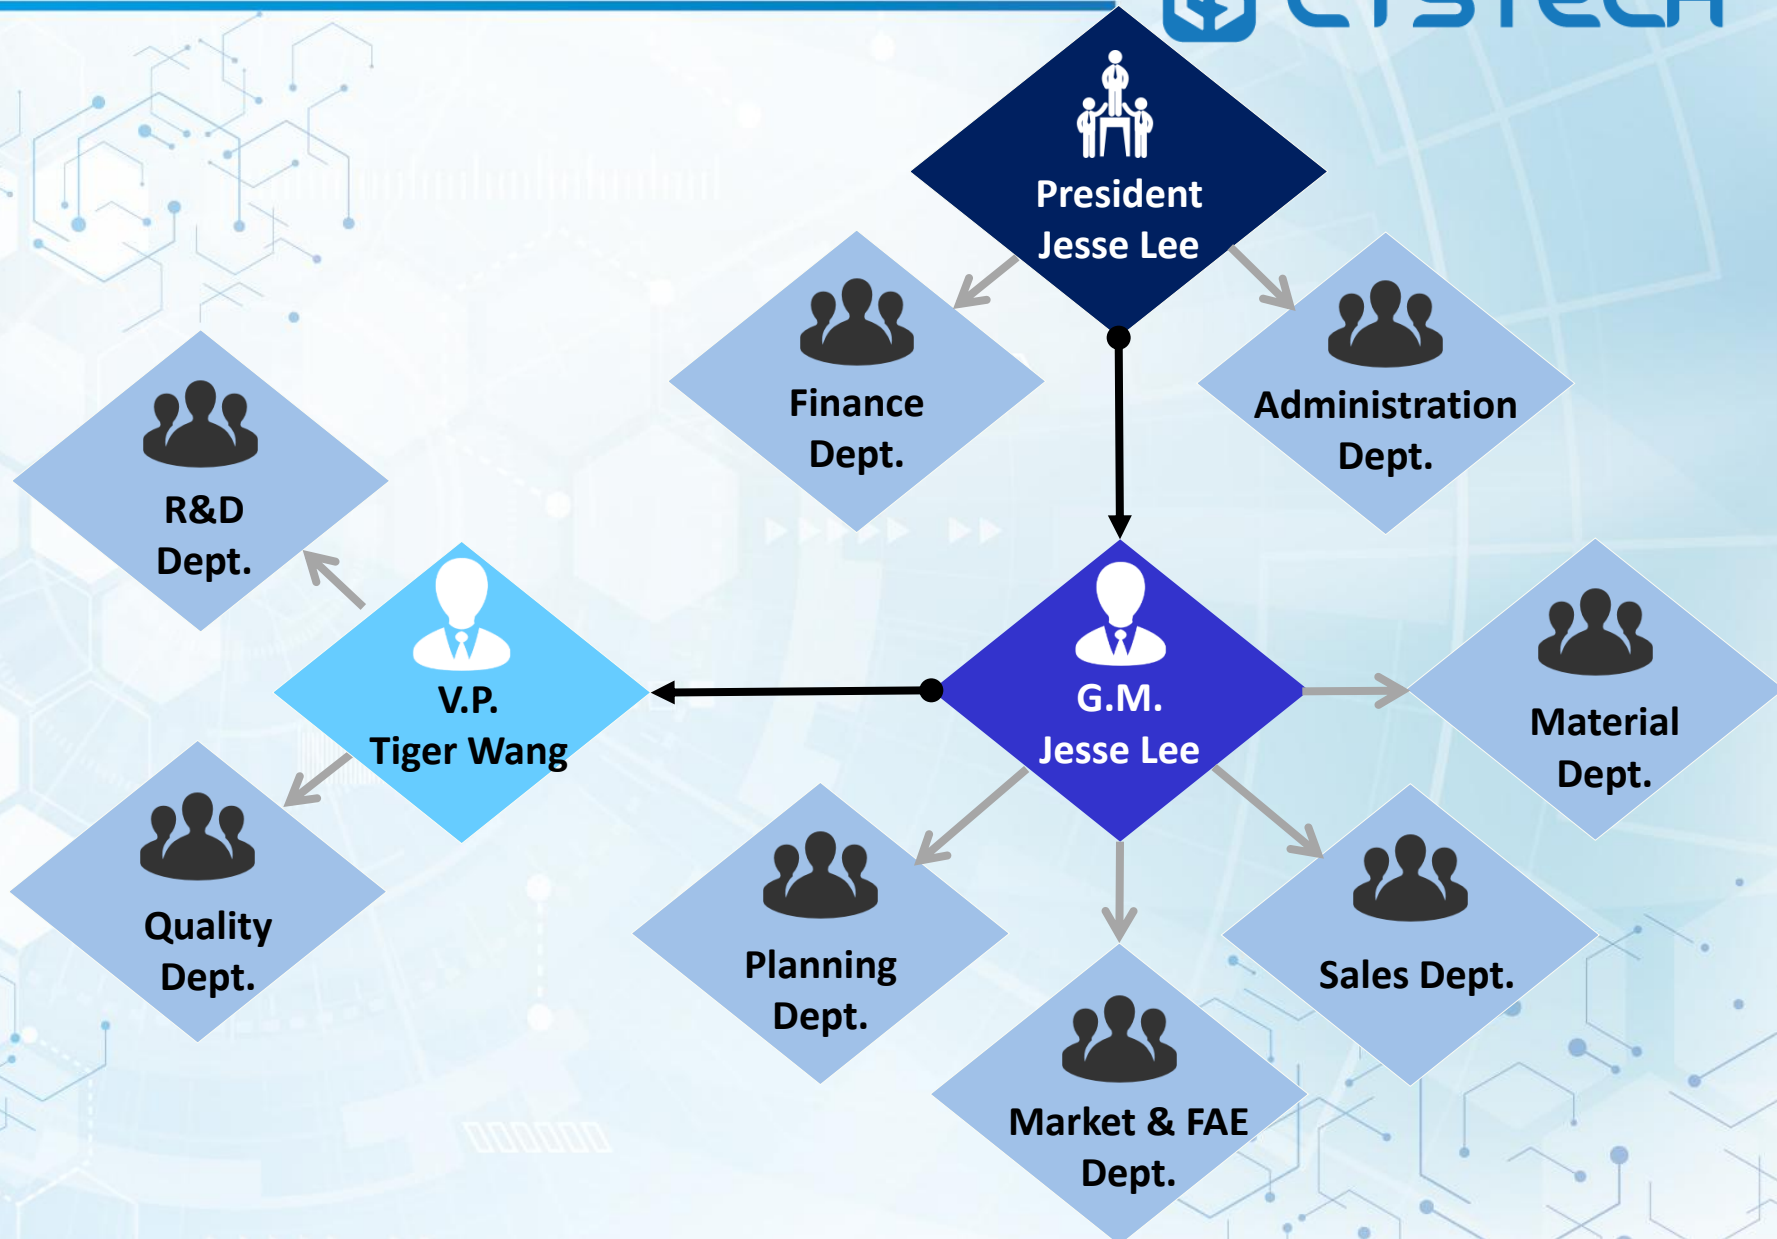 CYSTECH
President
Jesse Lee
Finance
Dept.
Administration
Dept.
R&D
Dept.
V.P.
Tiger Wang
G.M.
Jesse Lee
Material
Dept.
Quality
Dept.
Planning
Dept.
Sales Dept.
Market & FAE
Dept.